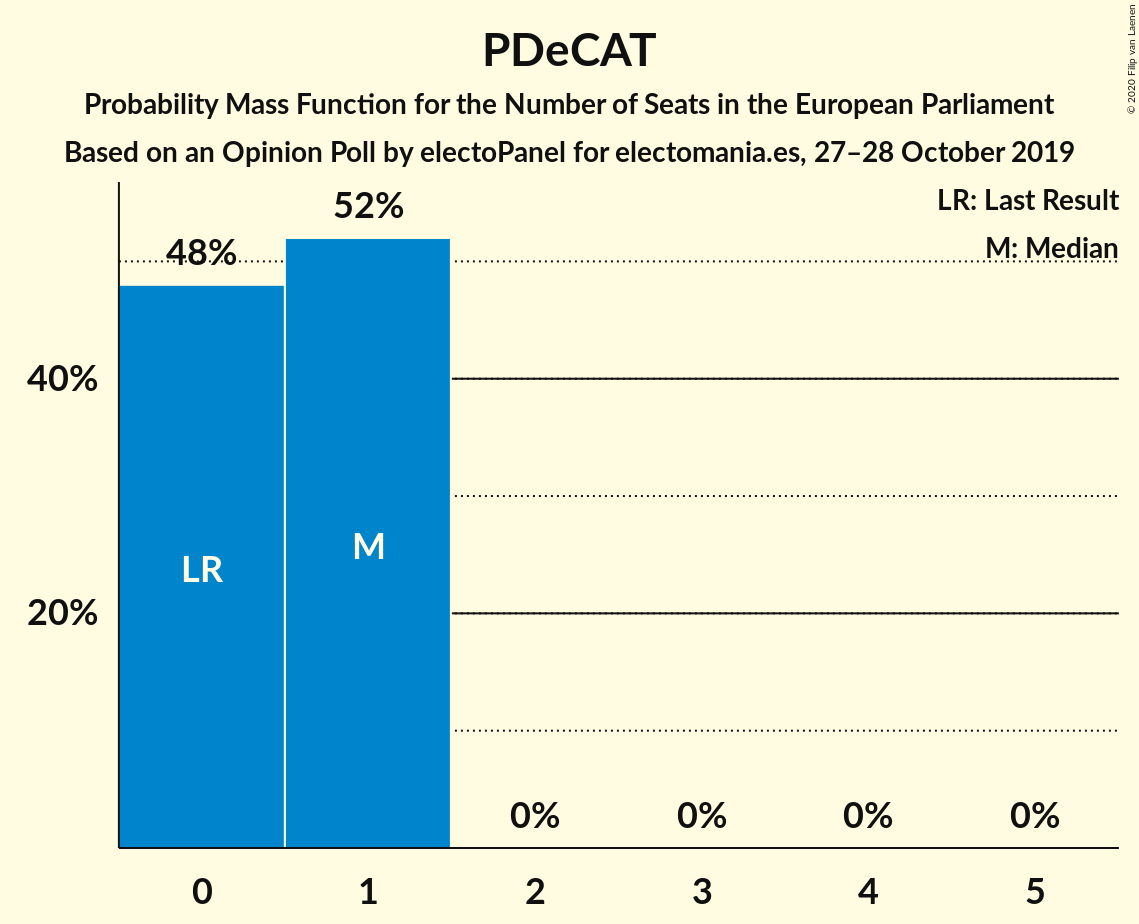 PDeCAT
Probability Mass Function for the Number of Seats in the European Parliament
Based on an Opinion Poll by electoPanel for electomania.es, 27–28 October 2019
© 2020 Filip van Laenen
LR: Last Result
M: Median
52%
48%
40%
20%
LR
M
0%
0%
0%
0%
0
1
2
3
4
5